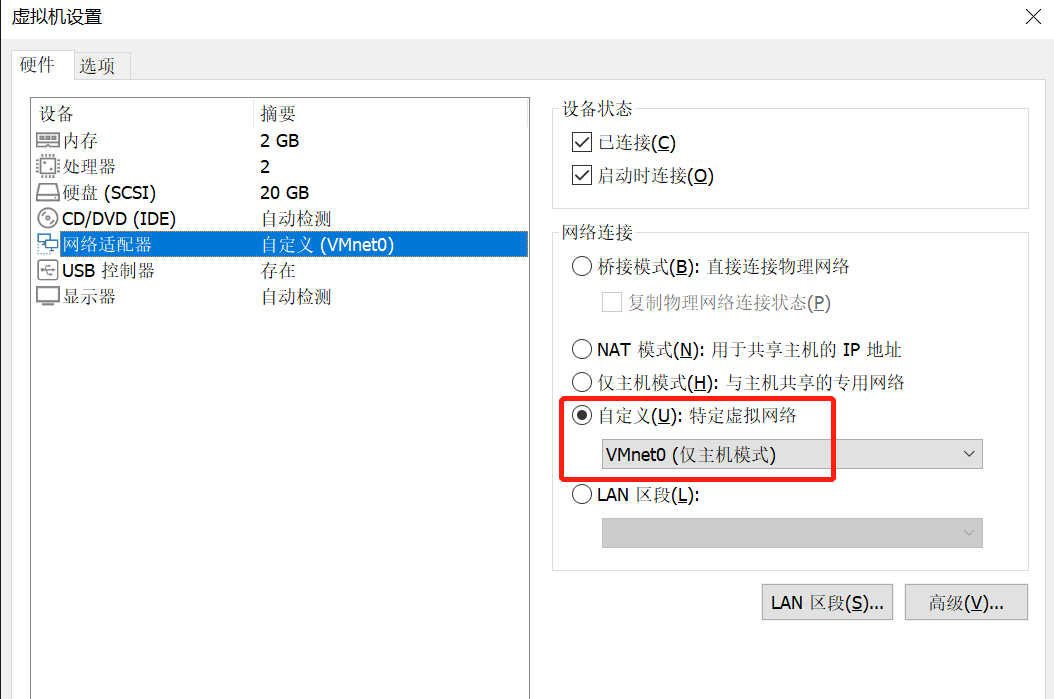 虚拟机设置
硬件 选项
设备 摘要
内存 2 GB
处理器 2
硬盘 (SCSI) 20 GB
CD/DVD (IDE) 自动检测
网络适配器 自定义 (VMnet0)
USB 控制器 存在
显示器 自动检测
设备状态
已连接(C)
启动时连接(O)
网络连接
桥接模式(B): 直接连接物理网络
复制物理网络连接状态(P)
NAT 模式(N): 用于共享主机的 IP 地址
仅主机模式(H): 与主机共享的专用网络
自定义(U): 特定虚拟网络
VMnet0 (仅主机模式)
LAN 区段(L):
LAN 区段(S)... 高级(V)...